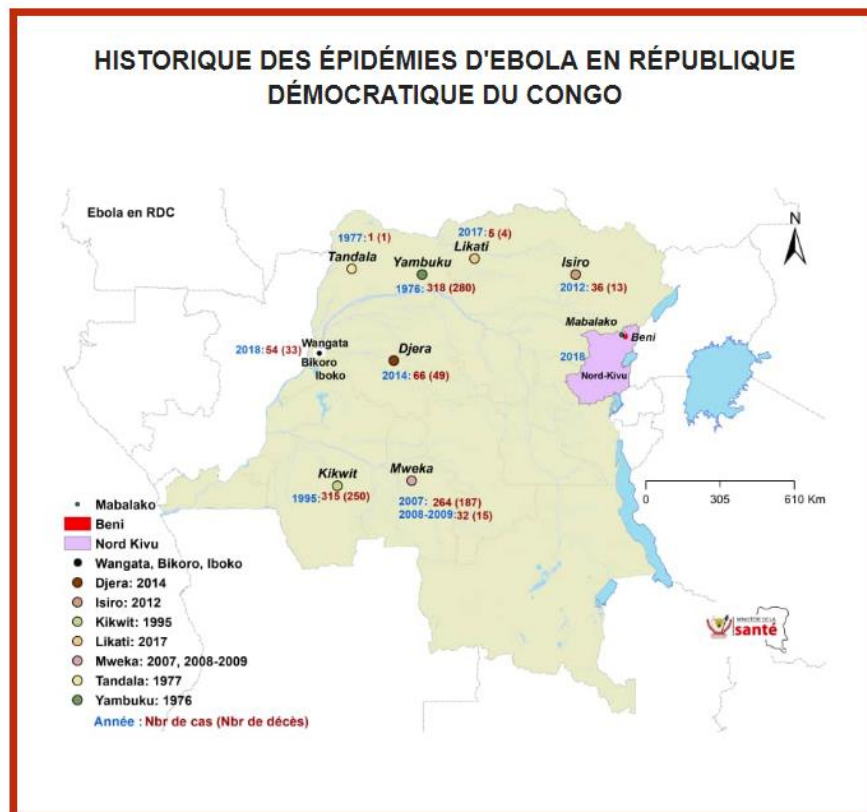 HISTORIQUE DES ÉPIDÉMIES D'EBOLA EN RÉPUBLIQUE
DÉMOCRATIQUE DU CONGO
Ebola en RDC
N
1977: 1 (1)
Tandala
Yambuku
1976: 318 (280)
2017: 5 (4)
Likati
Isiro
2012: 36 (13)
Mabalako
Beni
2018
Nord-Kivu
2018: 54 (33)
Wangata
Bikoro
Iboko
Djera
2014: 66 (49)
Kikwit
1995: 315 (250)
Mweka
2007: 264 (187)
2008-2009: 32 (15)
0 305 610 Km
Mabalako
Beni
Nord Kivu
Wangata, Bikoro, Iboko
Djera: 2014
Isiro: 2012
Kikwit: 1995
Likati: 2017
Mweka: 2007, 2008-2009
Tandala: 1977
Yambuku: 1976
Année : Nbr de cas (Nbr de décès)
MINISTÈRE DE LA
santé